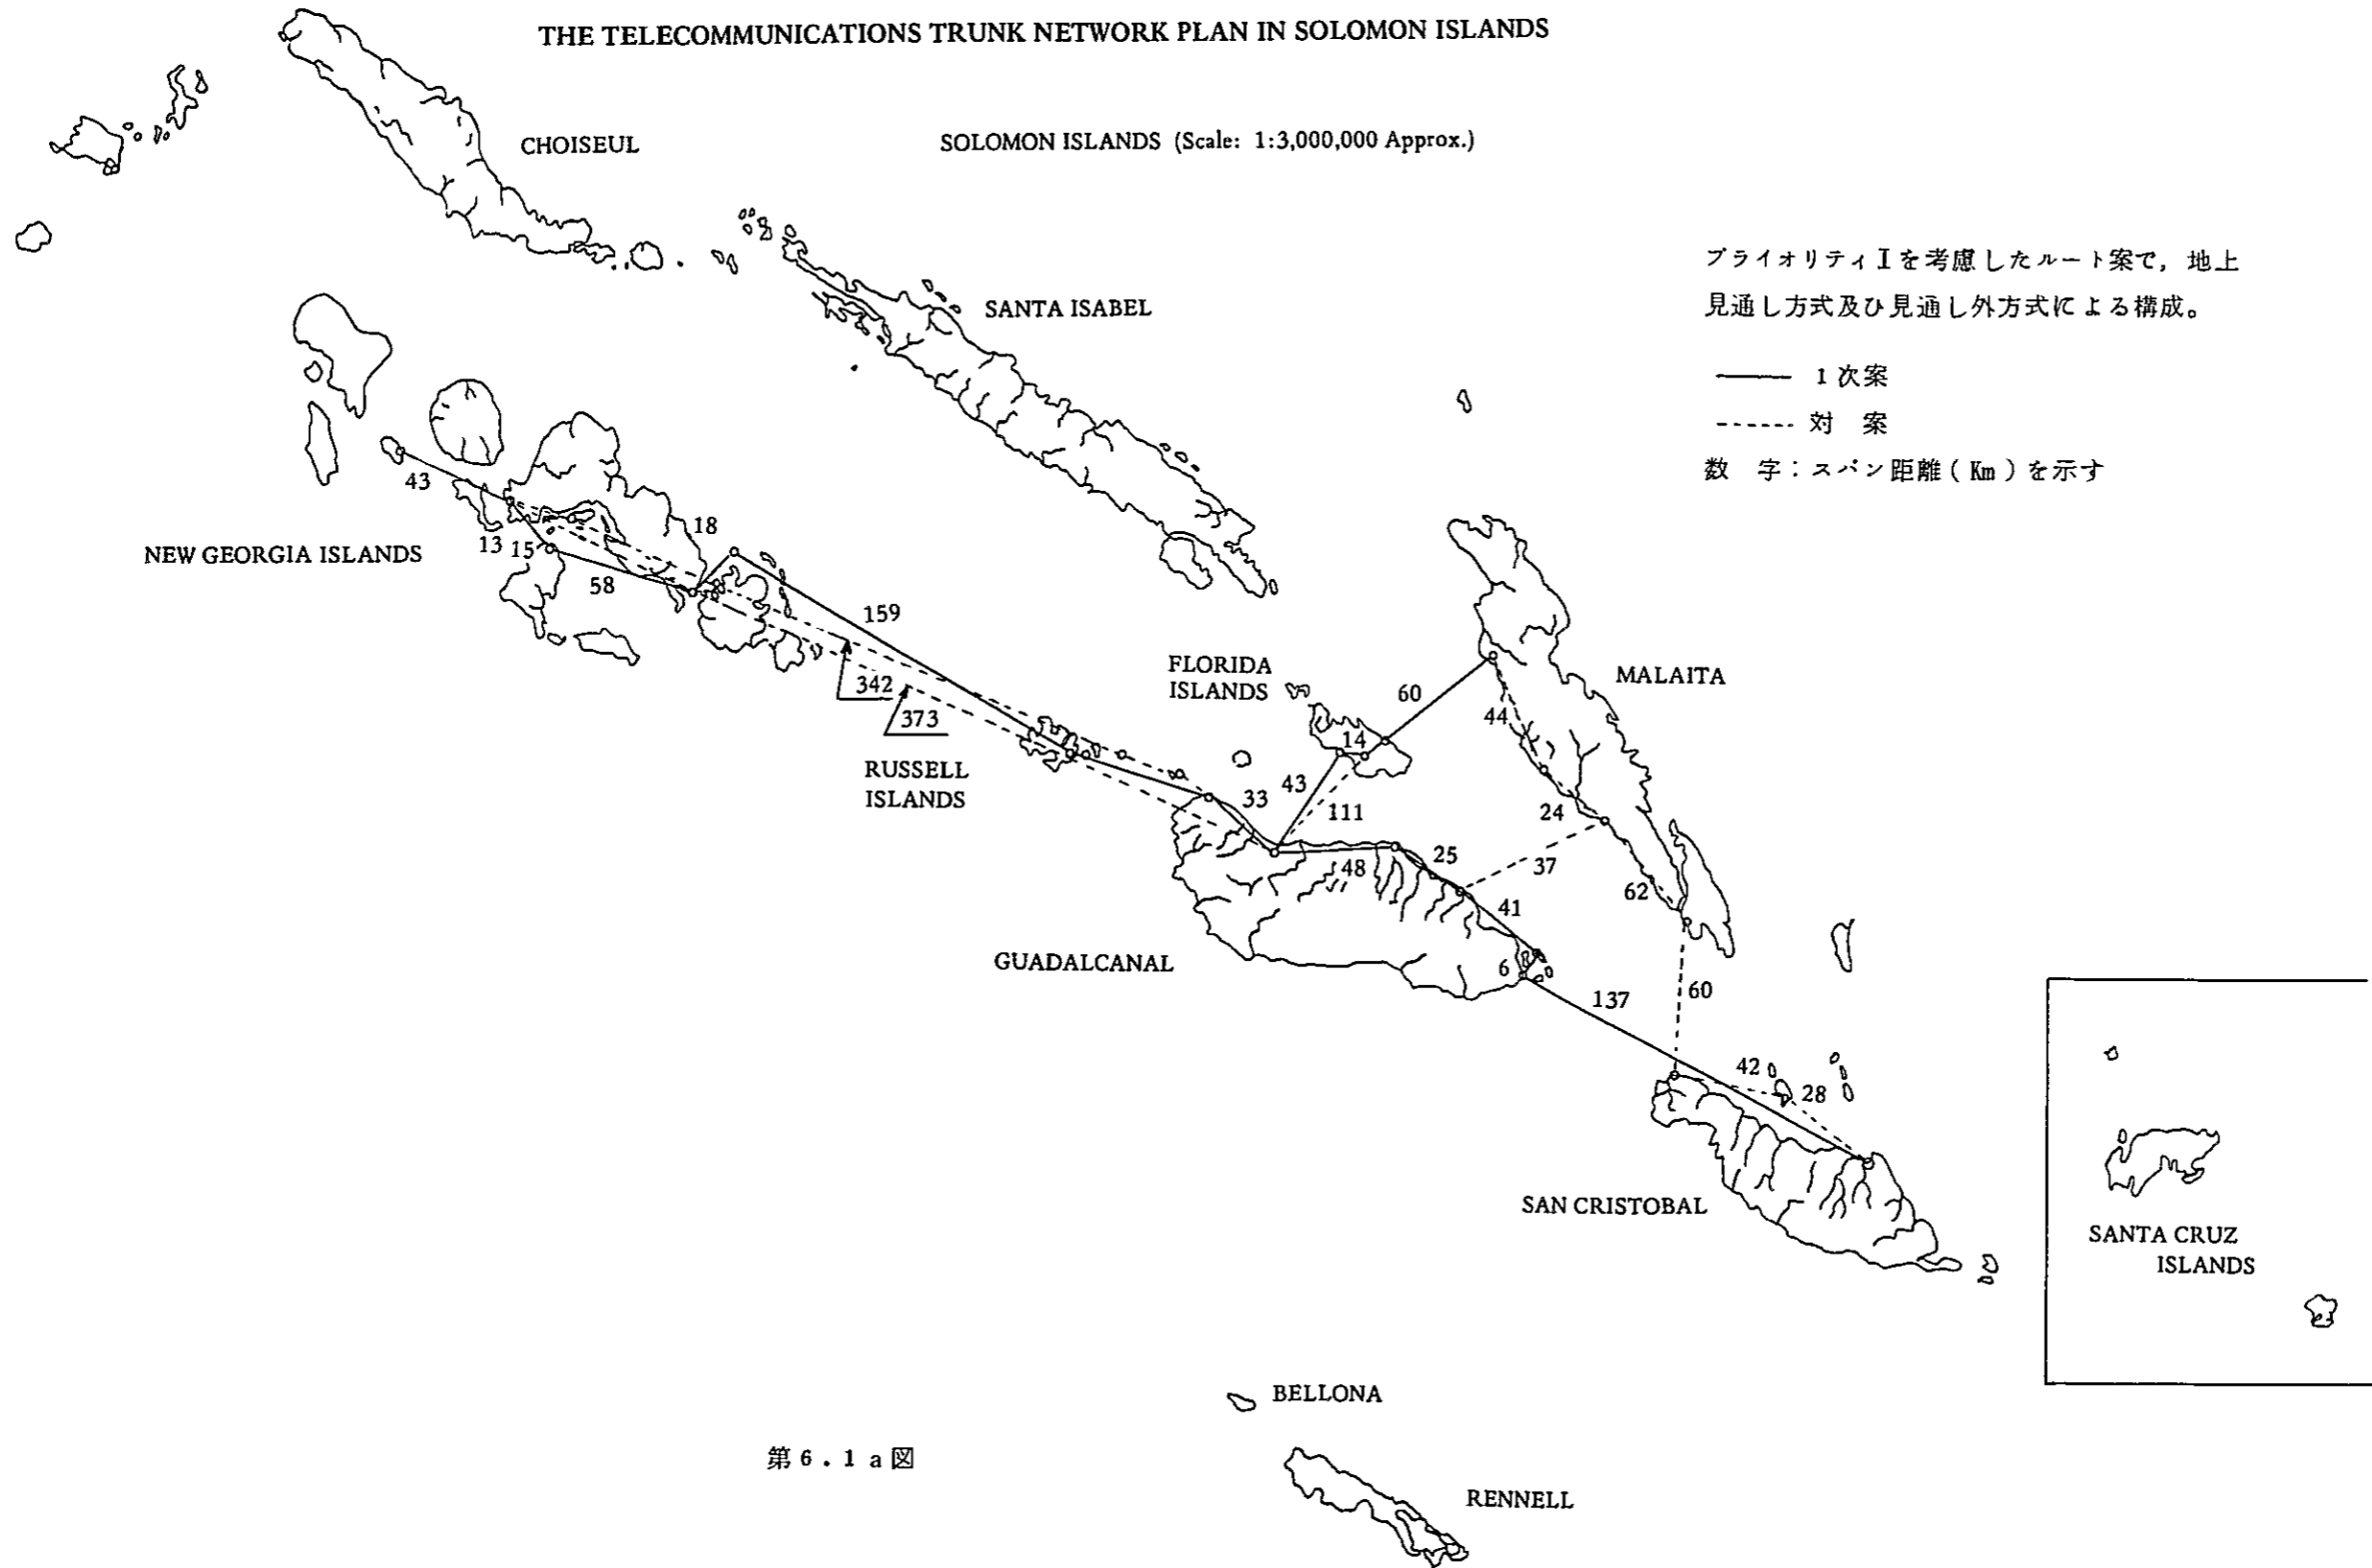 THE TELECOMMUNICATIONS TRUNK NETWORK PLAN IN SOLOMON ISLANDS
SOLOMON ISLANDS (Scale: 1:3,000,000 Approx.)
CHOISEUL
プライオリティⅠを考慮したルート案で,地上
見通し方式及ひ見通し外方式による構成。
SANTA ISABEL
1次案
対 案
数 字:スパン距離(Km)を示す
43
18
13
15
NEW GEORGIA ISLANDS
58
159
FLORIDA
ISLANDS
MALAITA
60
342
44
373
14
RUSSELL
ISLANDS
43
33
111
24
25
48
37
62
41
GUADALCANAL
6
137
60
42
28
SAN CRISTOBAL
SANTA CRUZ
ISLANDS
BELLONA
第6.1 a図
RENNELL